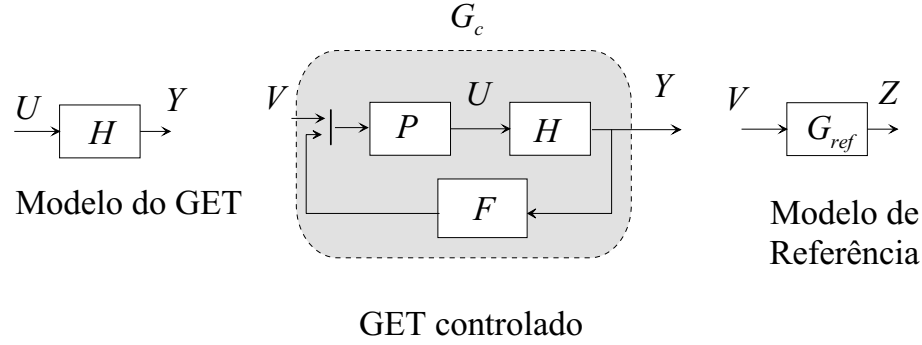 G_c
U
H
Y
Modelo do GET
V
P
U
H
Y
F
GET controlado
V
G_ref
Z
Modelo de
Referência